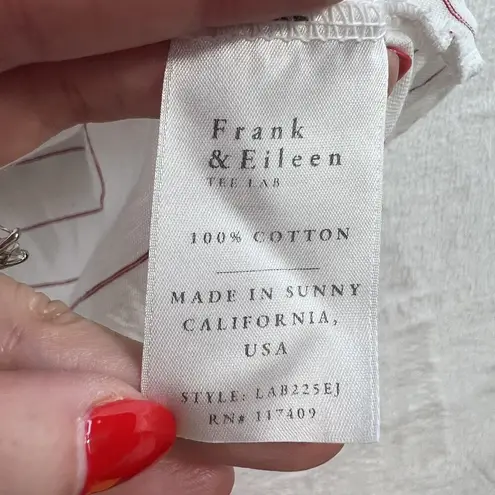 Frank
& Eileen
TEE LAB
100% COTTON
MADE IN SUNNY
CALIFORNIA,
USA
STYLE: LAB225EJ
RN# 117409